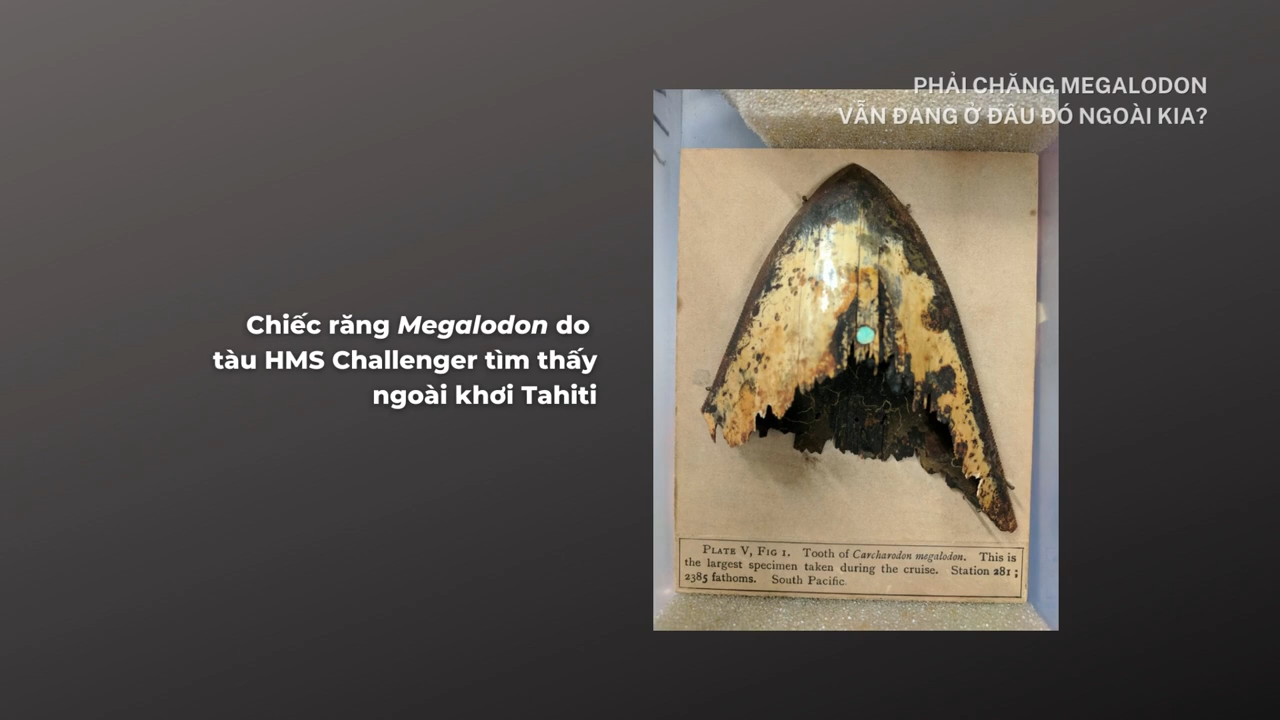 PHẢI CHĂNG MEGALODON
VẪN ĐANG Ở ĐÂU ĐÓ NGOÀI KIA?
Chiếc răng Megalodon do
tàu HMS Challenger tìm thấy
ngoài khơi Tahiti
PLATE V, FIG 1. Tooth of Carcharodon megalodon. This is
the largest specimen taken during the cruise. Station 281;
2385 fathoms. South Pacific